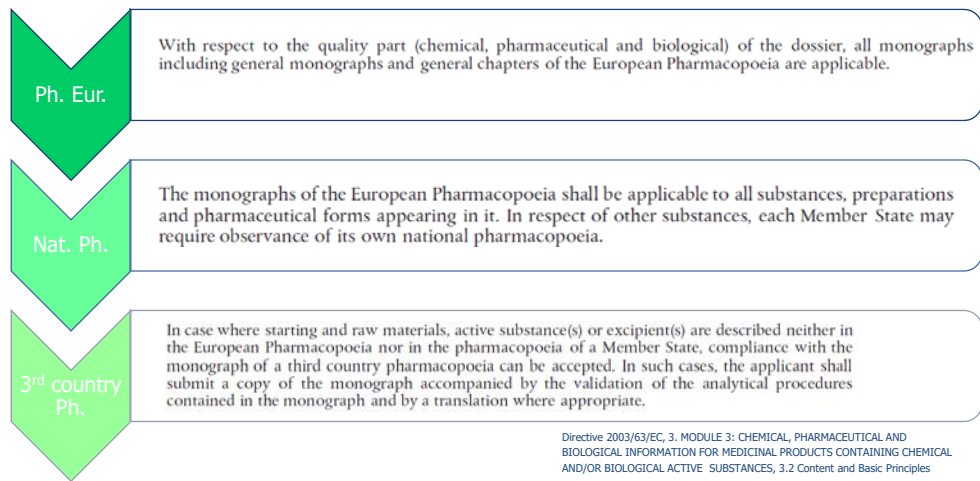 Ph. Eur.
With respect to the quality part (chemical, pharmaceutical and biological) of the dossier, all monographs
including general monographs and general chapters of the European Pharmacopoeia are applicable.
Nat. Ph.
The monographs of the European Pharmacopoeia shall be applicable to all substances, preparations
and pharmaceutical forms appearing in it. In respect of other substances, each Member State may
require observance of its own national pharmacopoeia.
3rd country
Ph.
In case where starting and raw materials, active substance(s) or excipient(s) are described neither in
the European Pharmacopoeia nor in the pharmacopoeia of a Member State, compliance with the
monograph of a third country pharmacopoeia can be accepted. In such cases, the applicant shall
submit a copy of the monograph accompanied by the validation of the analytical procedures
contained in the monograph and by a translation where appropriate.
Directive 2003/63/EC, 3. MODULE 3: CHEMICAL, PHARMACEUTICAL AND
BIOLOGICAL INFORMATION FOR MEDICINAL PRODUCTS CONTAINING CHEMICAL
AND/OR BIOLOGICAL ACTIVE SUBSTANCES, 3.2 Content and Basic Principles